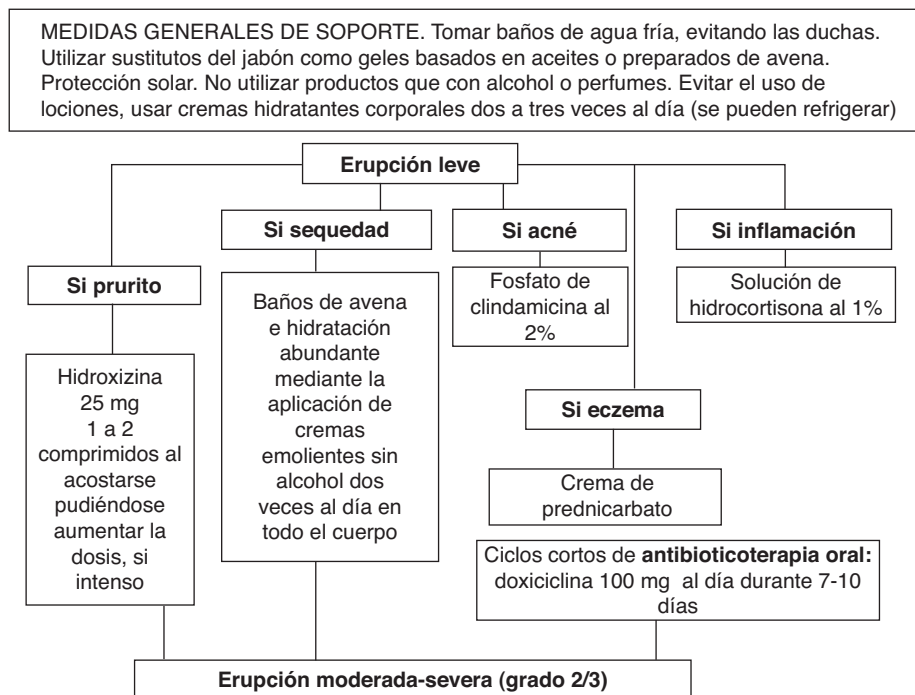 MEDIDAS GENERALES DE SOPORTE. Tomar baños de agua fría, evitando las duchas.
Utilizar sustitutos del jabón como geles basados en aceites o preparados de avena.
Protección solar. No utilizar productos que con alcohol o perfumes. Evitar el uso de
lociones, usar cremas hidratantes corporales dos a tres veces al día (se pueden refrigerar)
Erupción leve
Si prurito
Hidroxizina
25 mg
1 a 2
comprimidos al
acostarse
pudiéndose
aumentar la
dosis, si
intenso
Si sequedad
Baños de avena
e hidratación
abundante
mediante la
aplicación de
cremas
emolientes sin
alcohol dos
veces al día en
todo el cuerpo
Si acné
Fosfato de
clindamicina al
2%
Si inflamación
Solución de
hidrocortisona al 1%
Si eczema
Crema de
prednicarbato
Ciclos cortos de antibioticoterapia oral:
doxiciclina 100 mg al día durante 7-10
días
Erupción moderada-severa (grado 2/3)